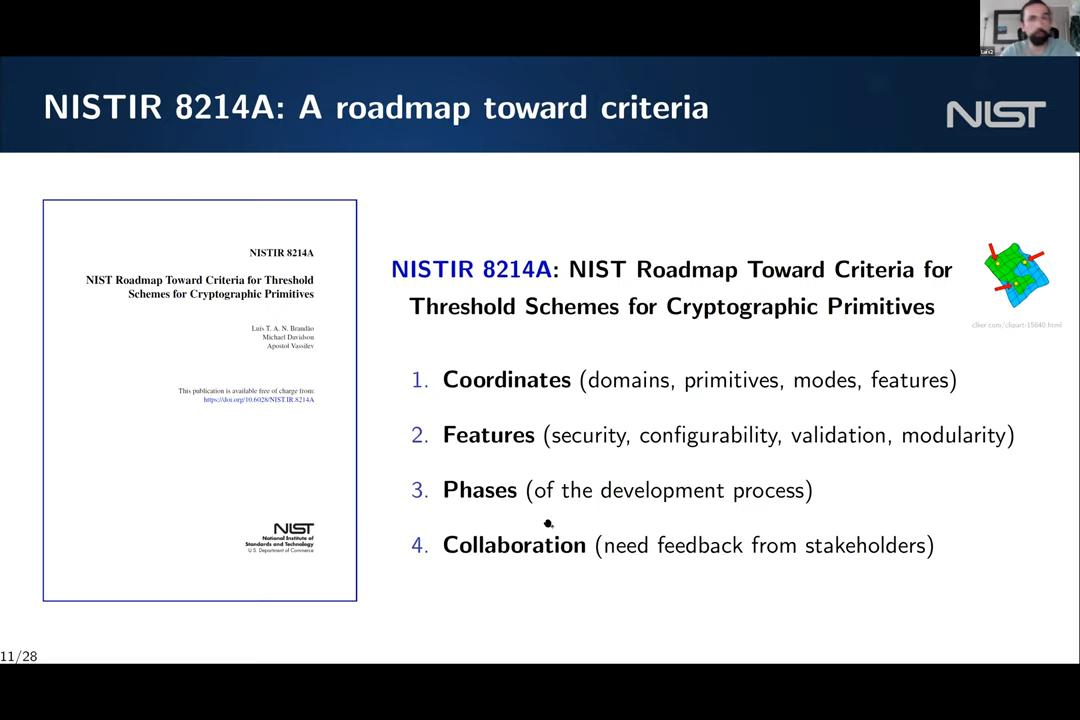 NISTIR 8214A: A roadmap toward criteria
NIST
NISTIR 8214A
NIST Roadmap Toward Criteria for Threshold
Schemes for Cryptographic Primitives
Luís T. A. N. Brandão
Michael Davidson
Apostol Vassilev
This publication is available free of charge from:
https://doi.org/10.6028/NIST.IR.8214A
NIST
National Institute of
Standards and Technology
U.S. Department of Commerce
NISTIR 8214A: NIST Roadmap Toward Criteria for
Threshold Schemes for Cryptographic Primitives
clker.com/clipart-15840.html
1. Coordinates (domains, primitives, modes, features)
2. Features (security, configurability, validation, modularity)
3. Phases (of the development process)
4. Collaboration (need feedback from stakeholders)
11/28